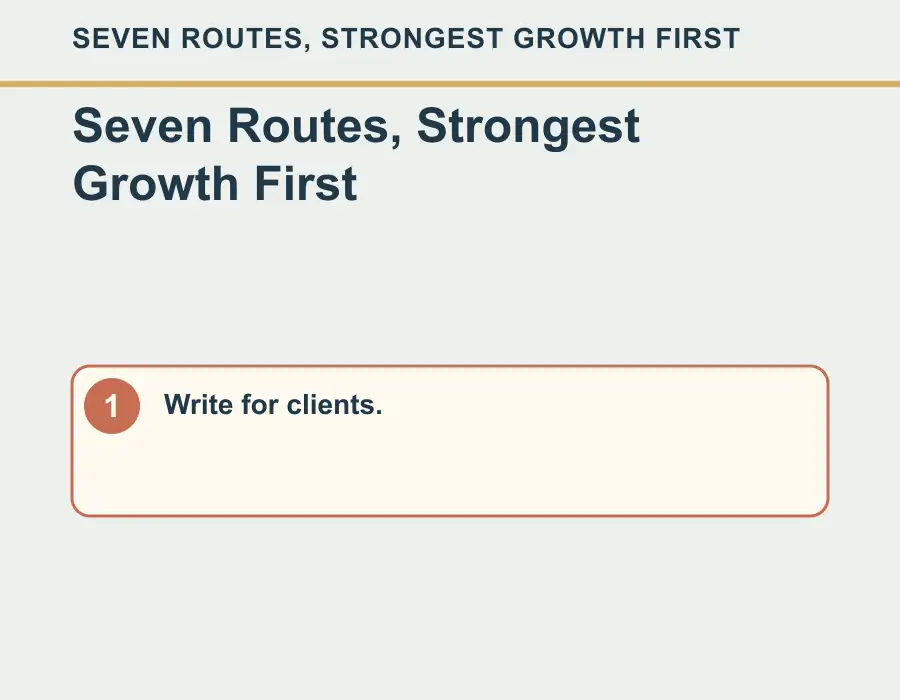 SEVEN ROUTES, STRONGEST GROWTH FIRST
Seven Routes, Strongest
Growth First
1
Write for clients.